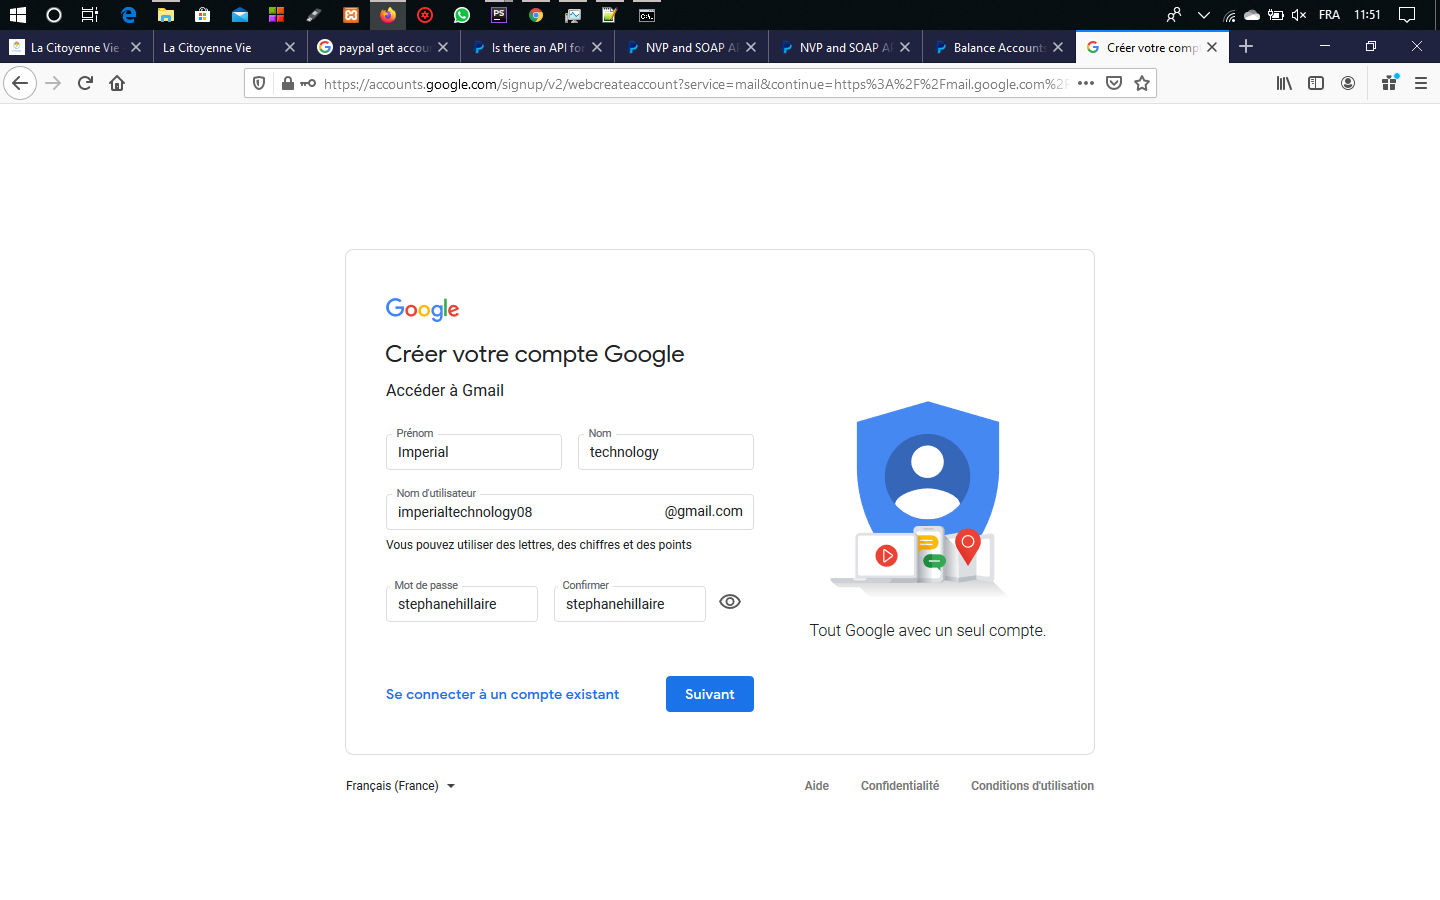 FRA 11:51
La Citoyenne Vie
La Citoyenne Vie
paypal get accou
Is there an API for
NVP and SOAP A
NVP and SOAP A
Balance Accounts
Créer votre comp
https://accounts.google.com/signup/v2/webcreateaccount?service=mail&continue=https%3A%2F%2Fmail.google.com%2F
Google
Créer votre compte Google
Accéder à Gmail
Prénom
Imperial
Nom
technology
Nom d'utilisateur
imperialtechnology08
@gmail.com
Vous pouvez utiliser des lettres, des chiffres et des points
Mot de passe
stephanehillaire
Confirmer
stephanehillaire
Tout Google avec un seul compte.
Se connecter à un compte existant
Suivant
Français (France)
Aide
Confidentialité
Conditions d'utilisation